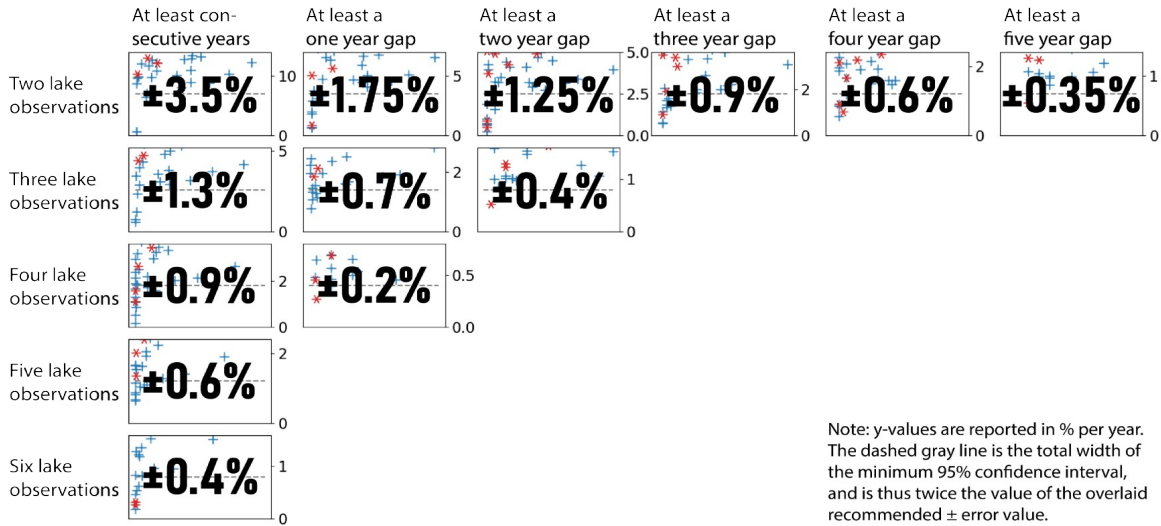 At least con-
secutive years
At least a
one year gap
At least a
two year gap
At least a
three year gap
At least a
four year gap
At least a
five year gap
Two lake
observations
±3.5%
10
0
±1.75%
5
0
±1.25%
5.0
2.5
0.0
±0.9%
2
0
±0.6%
2
0
±0.35%
1
0
Three lake
observations
±1.3%
5
0
±0.7%
2
0
±0.4%
1
0
Four lake
observations
±0.9%
2
0
±0.2%
0.5
0.0
Five lake
observations
±0.6%
2
0
Six lake
observations
±0.4%
1
0
Note: y-values are reported in % per year.
The dashed gray line is the total width of
the minimum 95% confidence interval,
and is thus twice the value of the overlaid
recommended ± error value.